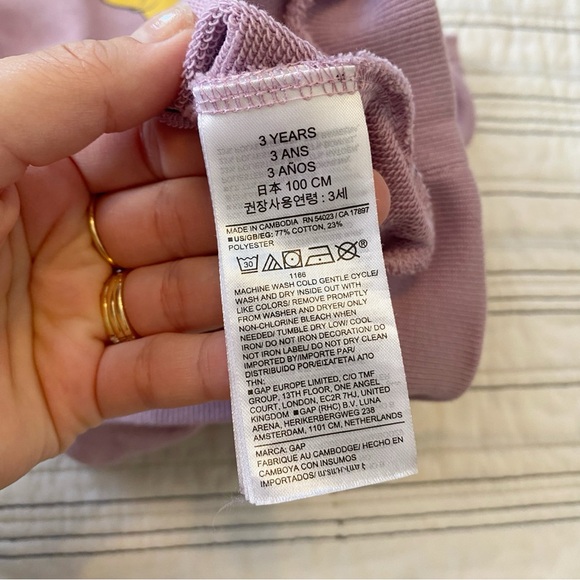 3 YEARS
3 ANS
3 AÑOS
日本 100 CM
권장사용연령 : 3세
MADE IN CAMBODIA RN 54023 / CA 17897
■ US/GB/EG: 77% COTTON, 23%
POLYESTER
30
®
1166
MACHINE WASH COLD GENTLE CYCLE/
WASH AND DRY INSIDE OUT WITH
LIKE COLORS/ REMOVE PROMPTLY
FROM WASHER AND DRYER/ ONLY
NON-CHLORINE BLEACH WHEN
NEEDED/ TUMBLE DRY LOW/ COOL
IRON/ DO NOT IRON DECORATION/ DO
NOT IRON LABEL/ DO NOT DRY CLEAN
IMPORTED BY/IMPORTE PAR/
DISTRIBUIDO POR/ΕΙΣΑΓΕΤΑΙ ΑΠΟ
ΤΗΝ:
■ GAP EUROPE LIMITED, C/O TMF
GROUP, 13TH FLOOR, ONE ANGEL
COURT, LONDON, EC2R 7HJ, UNITED
KINGDOM ■ GAP (RHC) B.V. LUNA
ARENA, HERIKERBERGWEG 238
AMSTERDAM, 1101 CM, NETHERLANDS
MARCA: GAP
FABRIQUÉ AU CAMBODGE/ HECHO EN
CAMBOYA CON INSUMOS
IMPORTADOS/